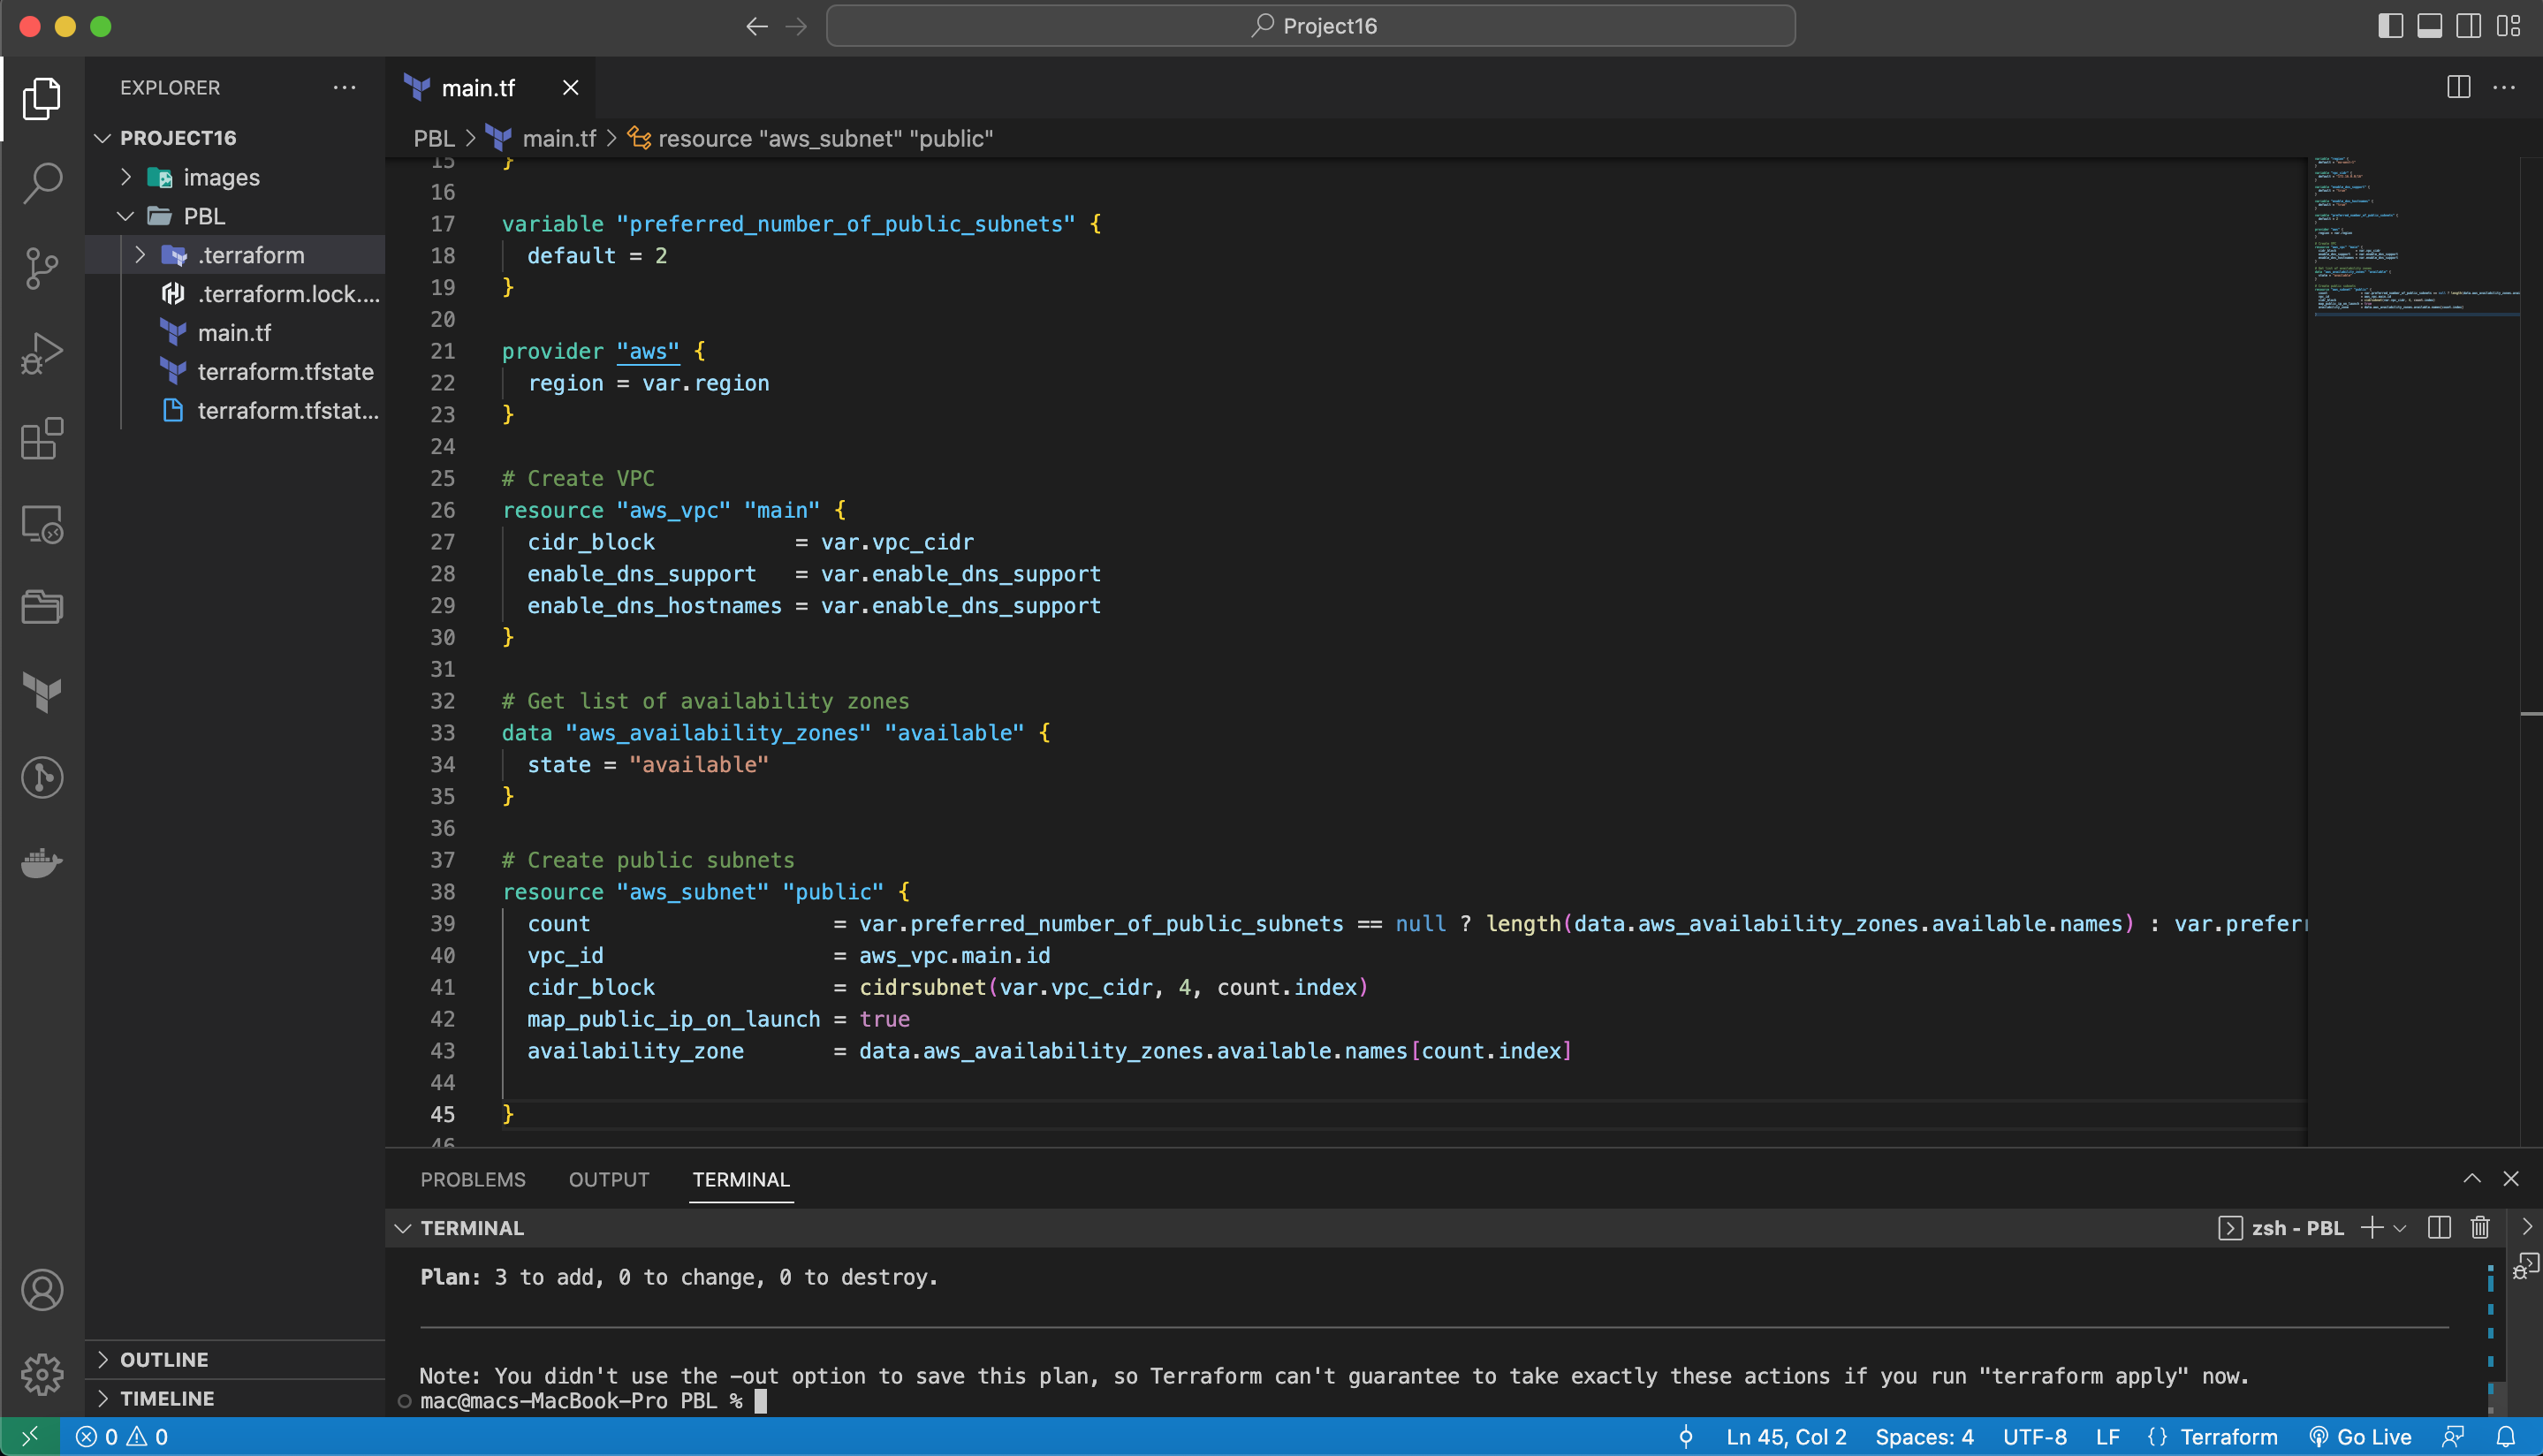 Project16
EXPLORER
PROJECT16
images
PBL
.terraform
.terraform.lock....
main.tf
terraform.tfstate
terraform.tfstat...
OUTLINE
TIMELINE
main.tf
PBL > main.tf > resource "aws_subnet" "public"
15 }
16
17 variable "preferred_number_of_public_subnets" {
18 default = 2
19 }
20
21 provider "aws" {
22 region = var.region
23 }
24
25 # Create VPC
26 resource "aws_vpc" "main" {
27 cidr_block = var.vpc_cidr
28 enable_dns_support = var.enable_dns_support
29 enable_dns_hostnames = var.enable_dns_support
30 }
31
32 # Get list of availability zones
33 data "aws_availability_zones" "available" {
34 state = "available"
35 }
36
37 # Create public subnets
38 resource "aws_subnet" "public" {
39 count = var.preferred_number_of_public_subnets == null ? length(data.aws_availability_zones.available.names) : var.preferr
40 vpc_id = aws_vpc.main.id
41 cidr_block = cidrsubnet(var.vpc_cidr, 4, count.index)
42 map_public_ip_on_launch = true
43 availability_zone = data.aws_availability_zones.available.names[count.index]
44
45 }
46
PROBLEMS OUTPUT TERMINAL
TERMINAL
zsh - PBL
Plan: 3 to add, 0 to change, 0 to destroy.
Note: You didn't use the -out option to save this plan, so Terraform can't guarantee to take exactly these actions if you run "terraform apply" now.
mac@macs-MacBook-Pro PBL %
0 0 Ln 45, Col 2 Spaces: 4 UTF-8 LF {} Terraform Go Live